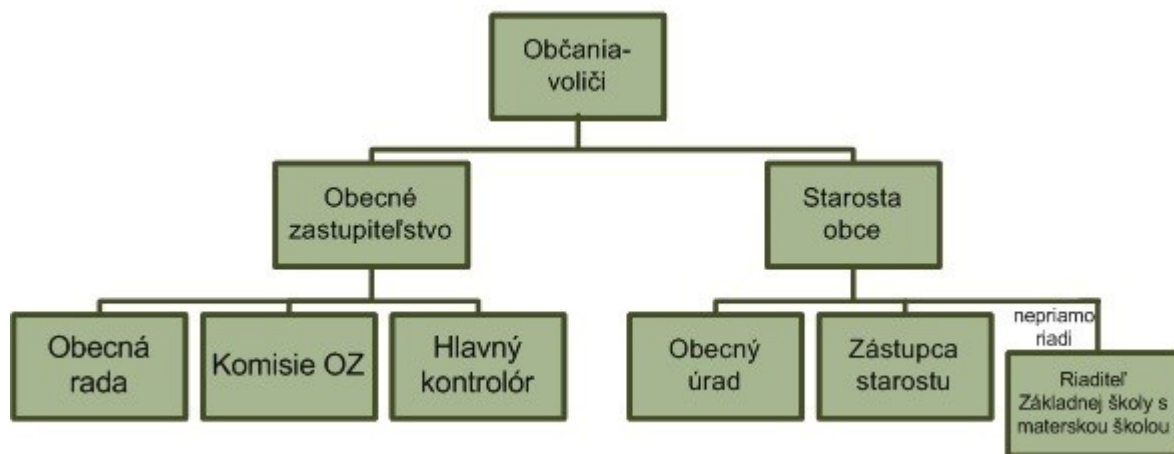 Občania-
voliči
Obecné
zastupiteľstvo
Starosta
obce
Obecná
rada
Komisie OZ
Hlavný
kontrolór
Obecný
úrad
Zástupca
starostu
nepriamo
riadi
Riaditeľ
Základnej školy s
materskou školou